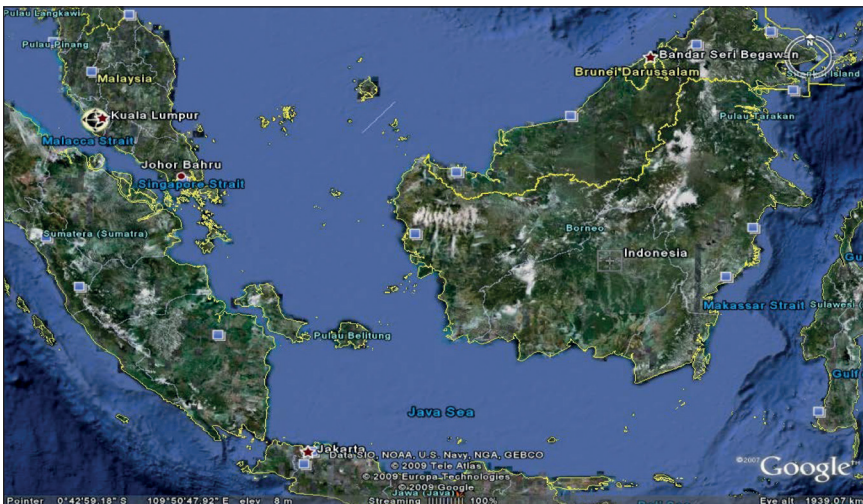 Pulau Langkawi
Pulau Pinang
Malaysia
Kuala Lumpur
Malacca Strait
Johor Bahru
Singapore Strait
Sumatera (Sumatra)
Bandar Seri Begawan
Brunei Darussalam
N
Island
Pulau Tarakan
Borneo
Indonesia
Makassar Strait
Sulawesi
Pulau Belitung
Java Sea
Jakarta
Data SIO, NOAA, U.S. Navy, NGA, GEBCO
© 2009 Tele Atlas
© 2009 Europa Technologies
© 2009 Google
Jawa (Java)
©2007 Google™
Pointer 0°42'59.18" S 109°50'47.92" E elev 8 m Streaming |||||||||| 100% Eye alt 1939.07 km